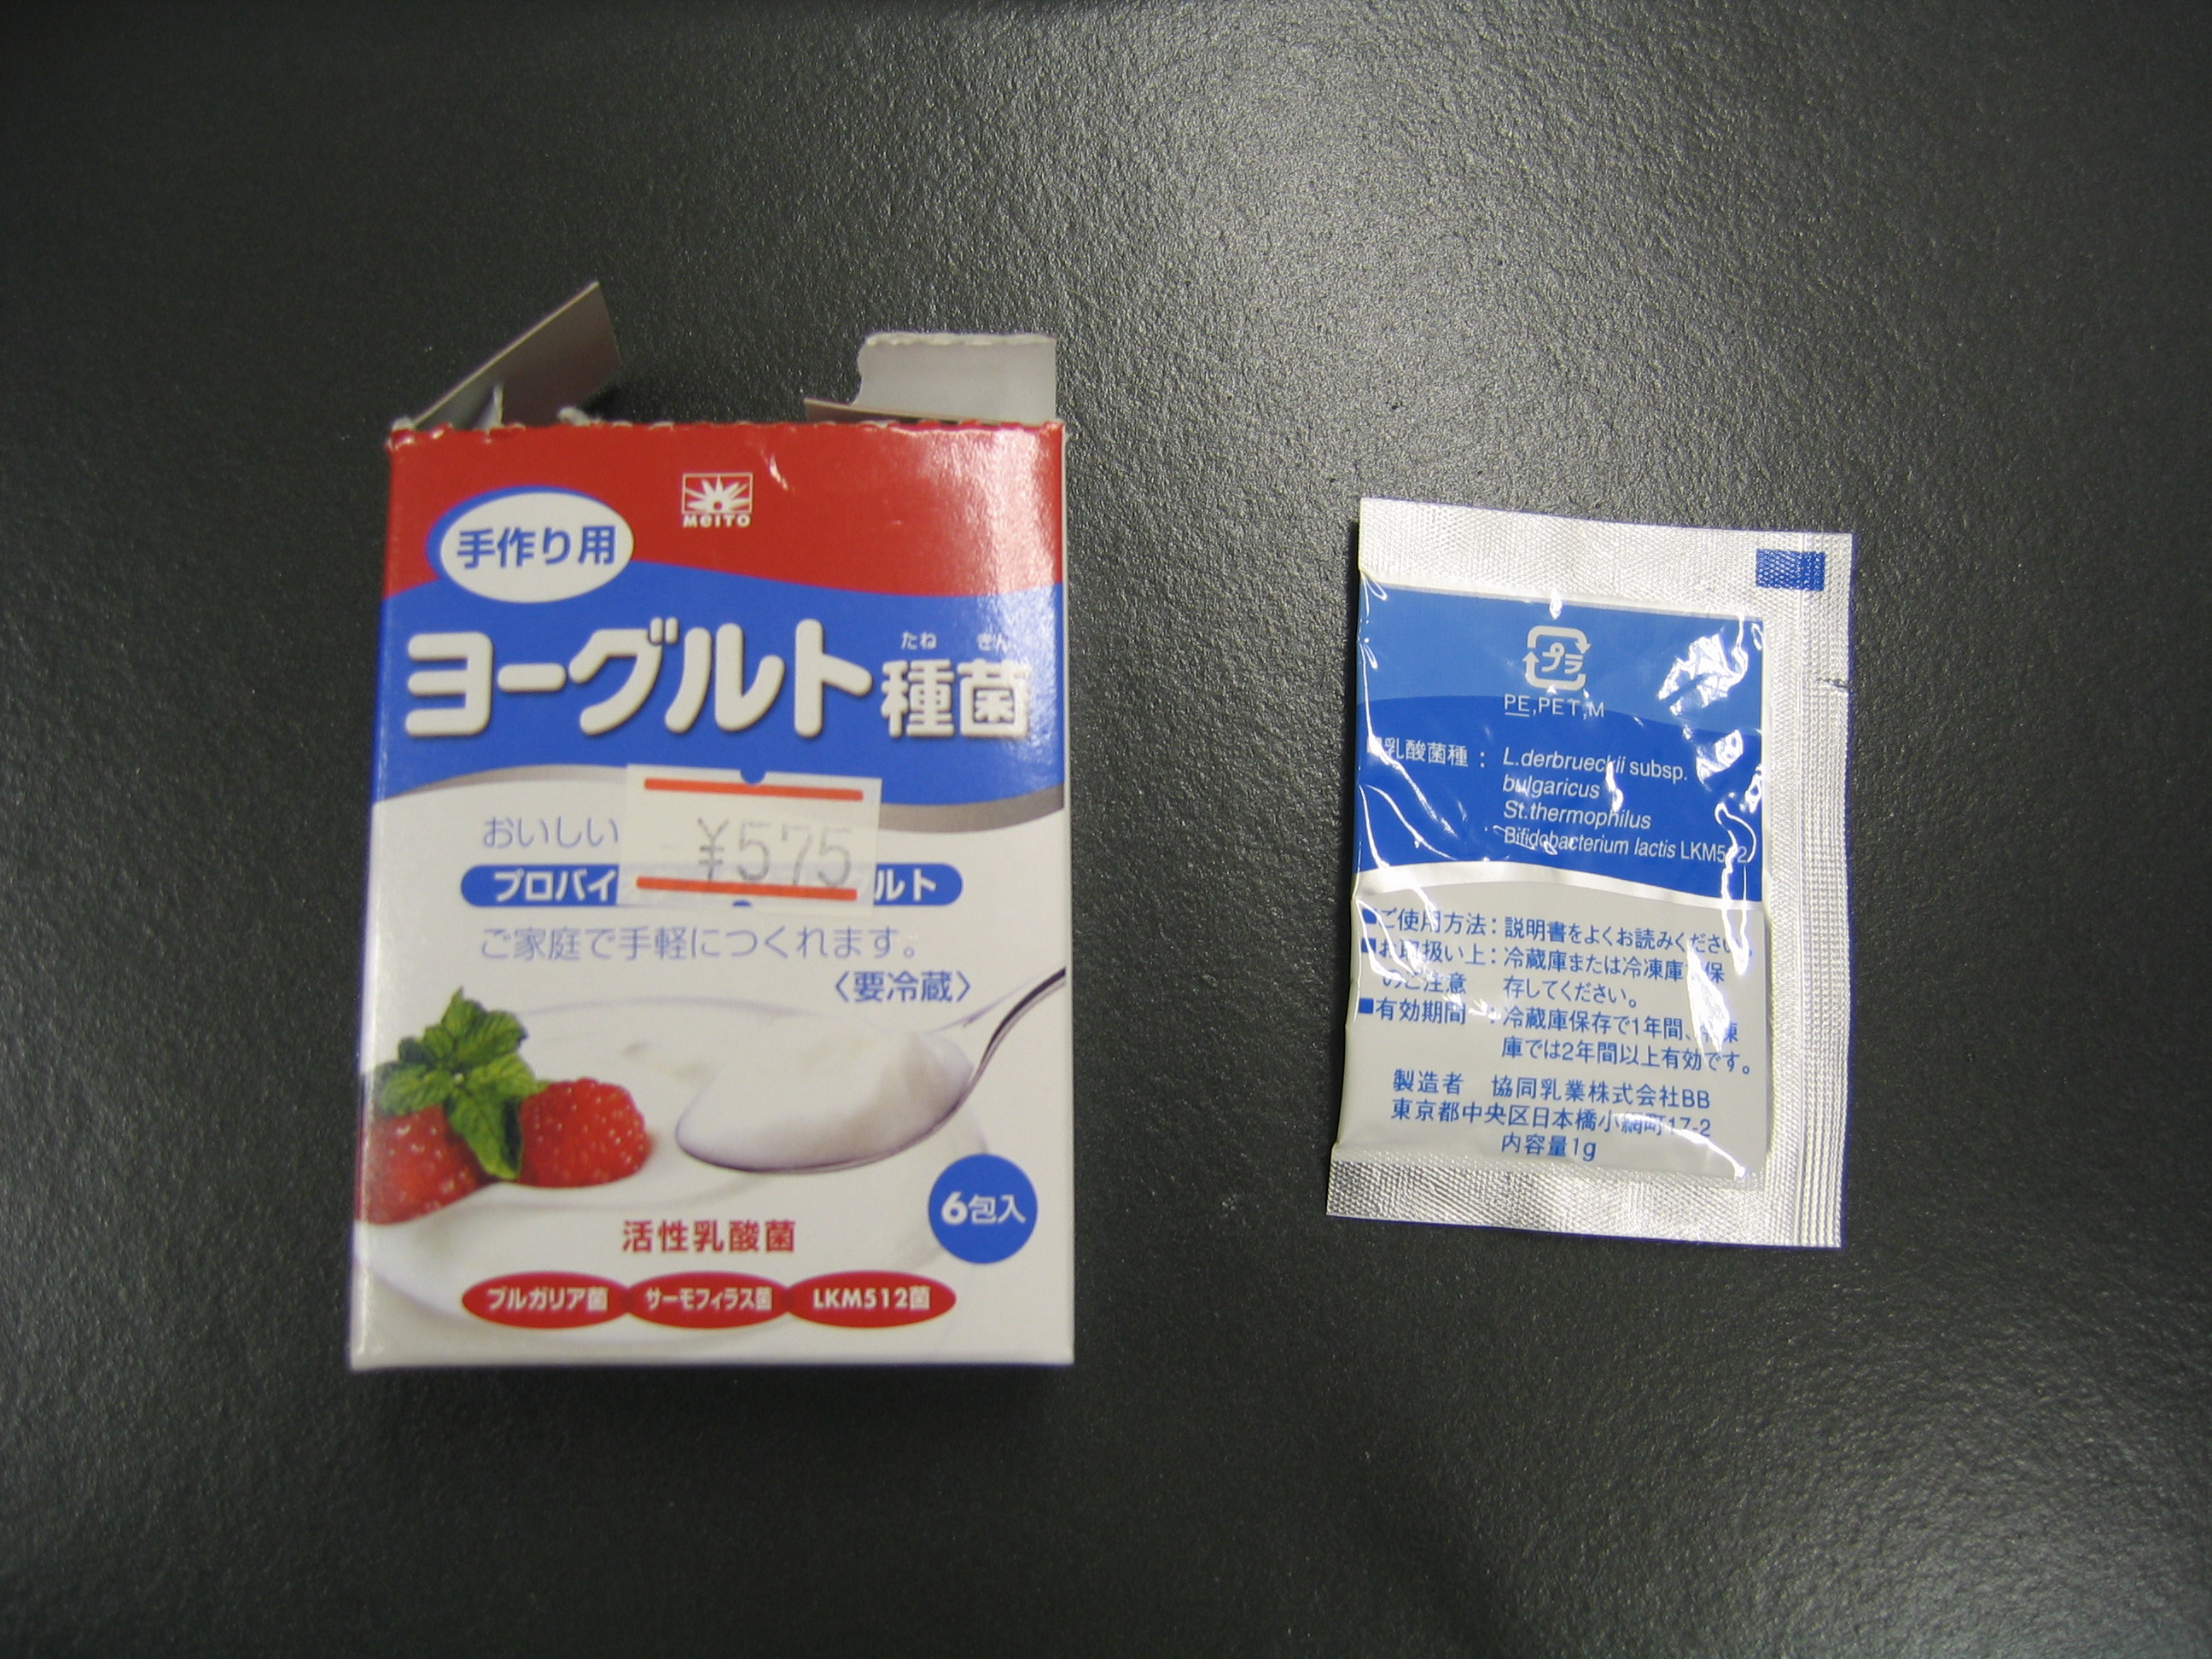 MEITO
手作り用
たね きん
ヨーグルト種菌
おいしい
¥575
プロバイ ルト
ご家庭で手軽につくれます。
〈要冷蔵〉
6包入
活性乳酸菌
ブルガリア菌 サーモフィラス菌 LKM512菌
プラ
PE,PET,M
乳酸菌種： L.derbrueckii subsp.
bulgaricus
St.thermophilus
Bifidobacterium lactis LKM512
■ご使用方法：説明書をよくお読みください。
■お取扱い上：冷蔵庫または冷凍庫で保
のご注意 存してください。
■有効期間 ：冷蔵庫保存で1年間、冷凍
庫では2年間以上有効です。
製造者 協同乳業株式会社BB
東京都中央区日本橋小網町17-2
内容量1g